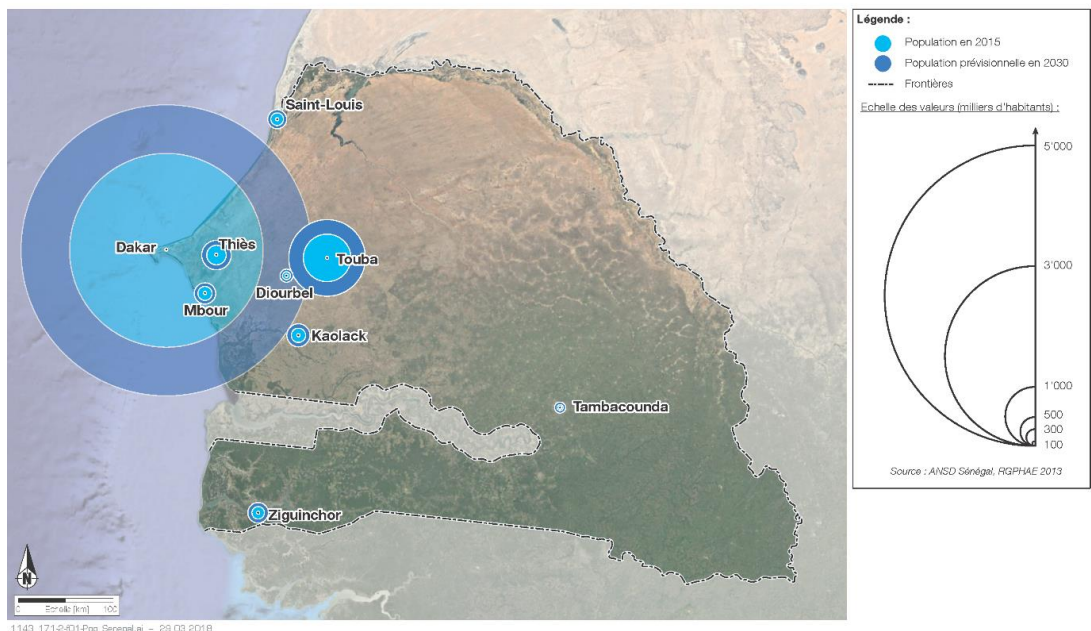 Saint-Louis
Dakar
Thiès
Touba
Diourbel
Mbour
Kaolack
Tambacounda
Ziguinchor
N
0 Echelle [km] 100
1143_171-2-f01-Pop_Senegal.ai - 28.03.2018
Légende :
Population en 2015
Population prévisionnelle en 2030
Frontières
Echelle des valeurs (milliers d'habitants) :
5'000
3'000
1'000
500
300
100
Source : ANSD Sénégal, RGPHAE 2013